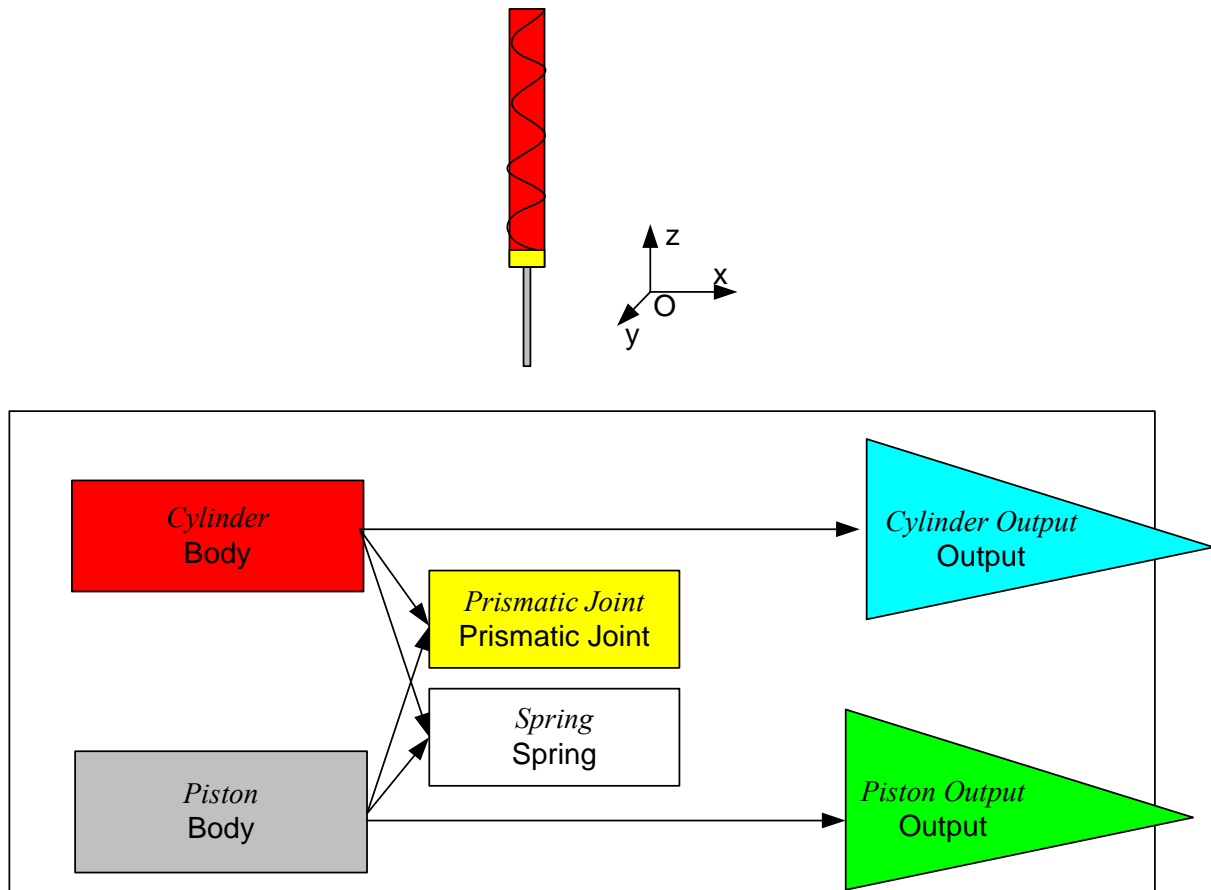 z
x
O
y
Cylinder
Body
Cylinder Output
Output
Prismatic Joint
Prismatic Joint
Spring
Spring
Piston
Body
Piston Output
Output